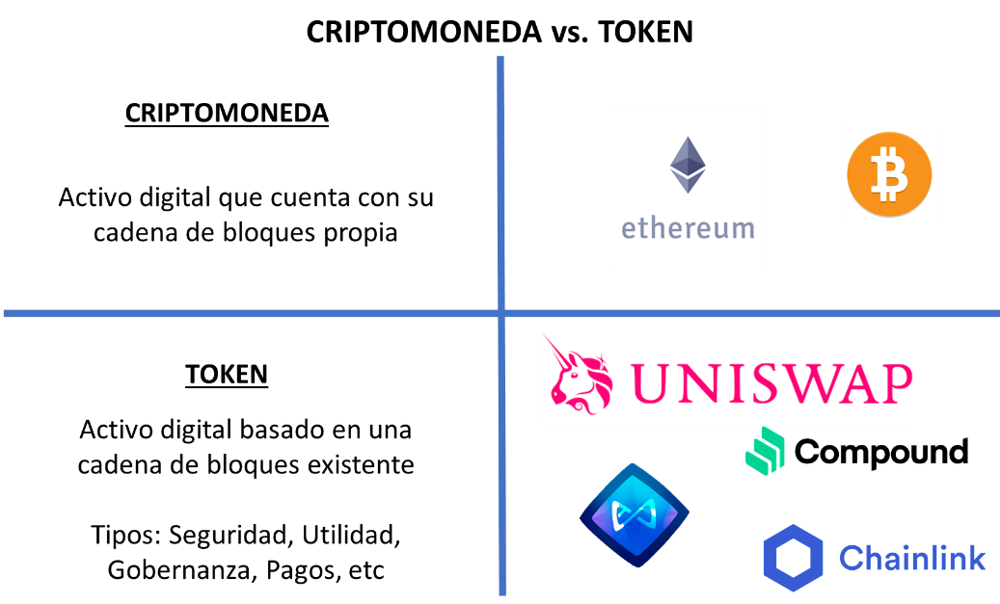 CRIPTOMONEDA vs. TOKEN
CRIPTOMONEDA
Activo digital que cuenta con su
cadena de bloques propia
ethereum
TOKEN
Activo digital basado en una
cadena de bloques existente
Tipos: Seguridad, Utilidad,
Gobernanza, Pagos, etc
UNISWAP
Compound
Chainlink